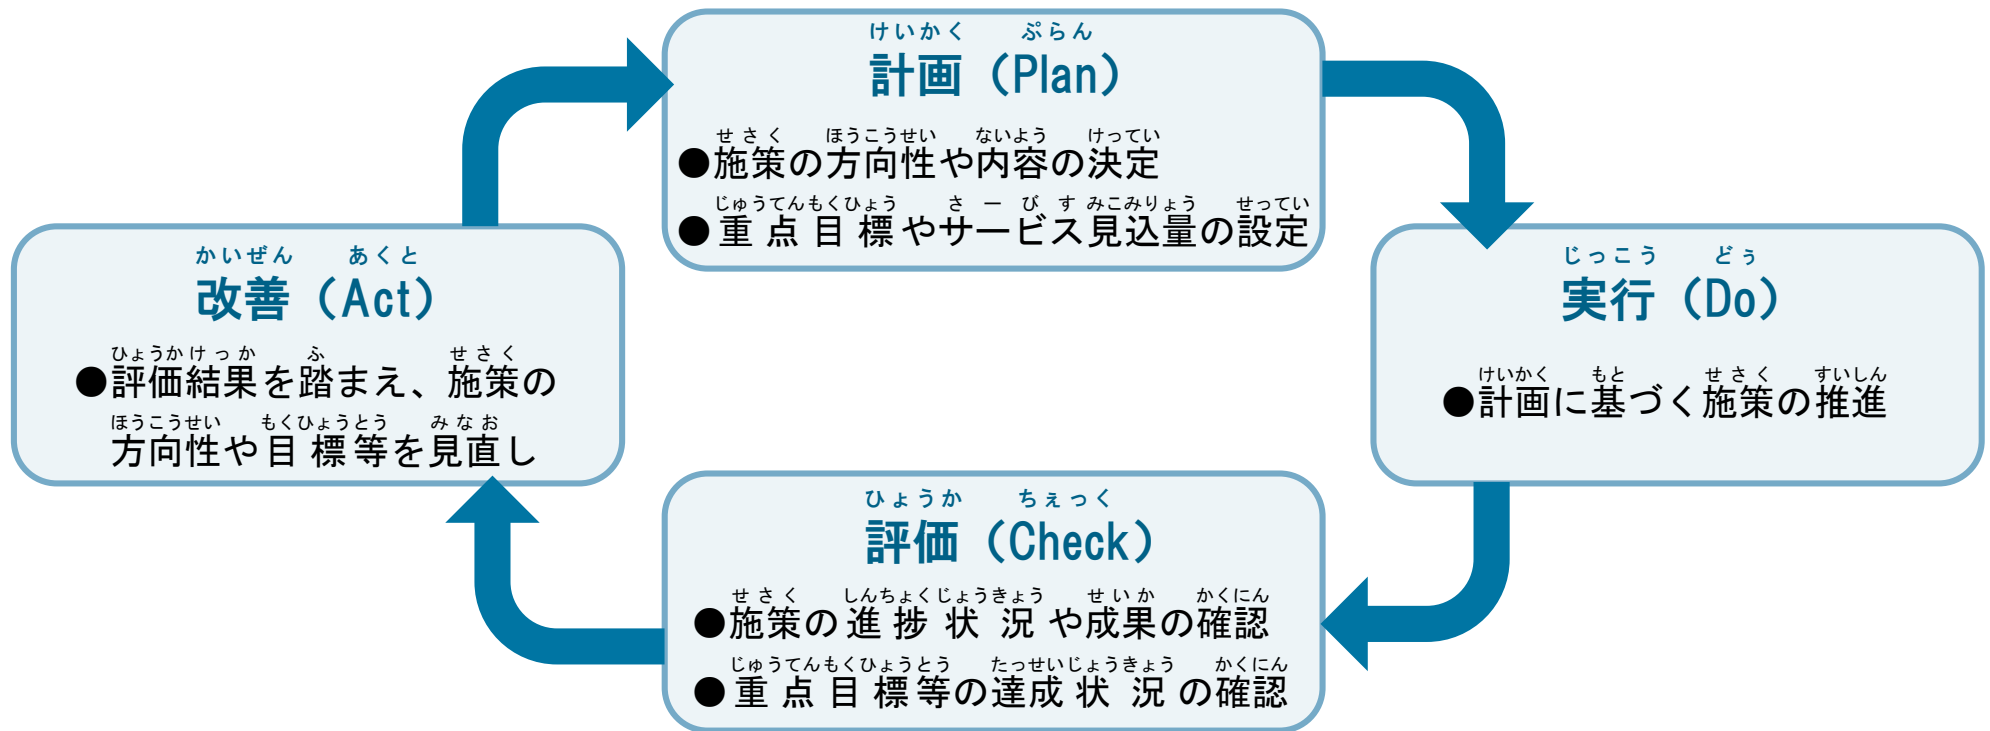 けいかく ぷらん
計画（Plan）
せさく ほうこうせい ないよう けってい
●施策の方向性や内容の決定
じゅうてんもくひょう さーびす みこみりょう せってい
●重点目標やサービス見込量の設定
じっこう どぅ
実行（Do）
けいかく もと せさく すいしん
●計画に基づく施策の推進
ひょうか ちぇっく
評価（Check）
せさく しんちょくじょうきょう せいか かくにん
●施策の進捗状況や成果の確認
じゅうてんもくひょうとう たっせいじょうきょう かくにん
●重点目標等の達成状況の確認
かいぜん あくと
改善（Act）
ひょうかけっか ふ せさく
●評価結果を踏まえ、施策の
ほうこうせい もくひょうとう みなお
方向性や目標等を見直し